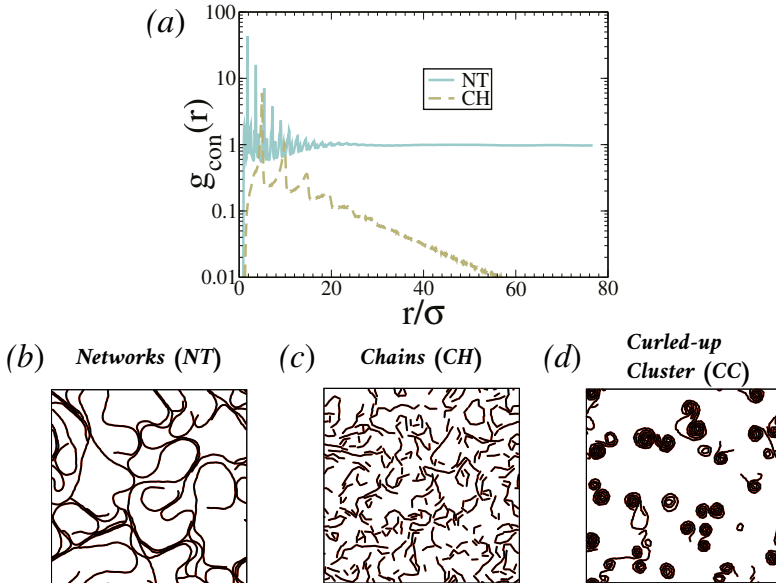 (a)
100
10
1
0.1
0.01
g_con(r)
NT
CH
0 20 40 60 80
r/σ
(b) Networks (NT)
(c) Chains (CH)
(d) Curled-up
Cluster (CC)